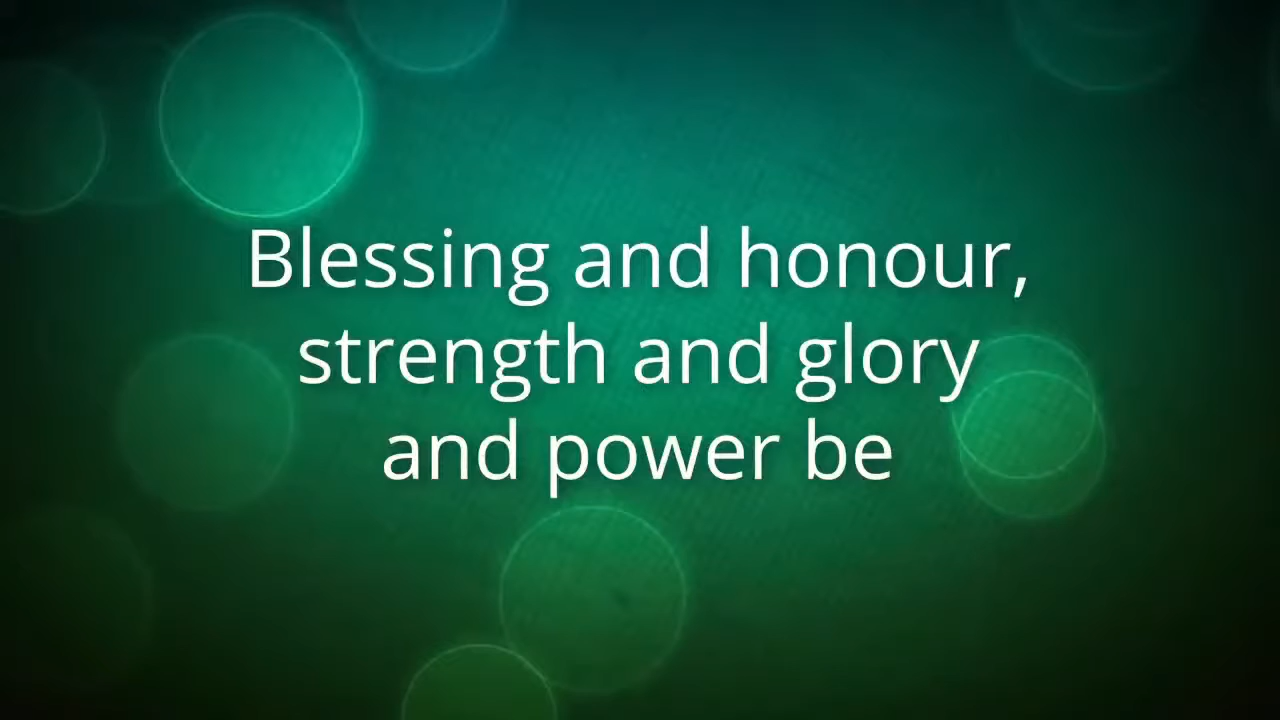 Blessing and honour,
strength and glory
and power be